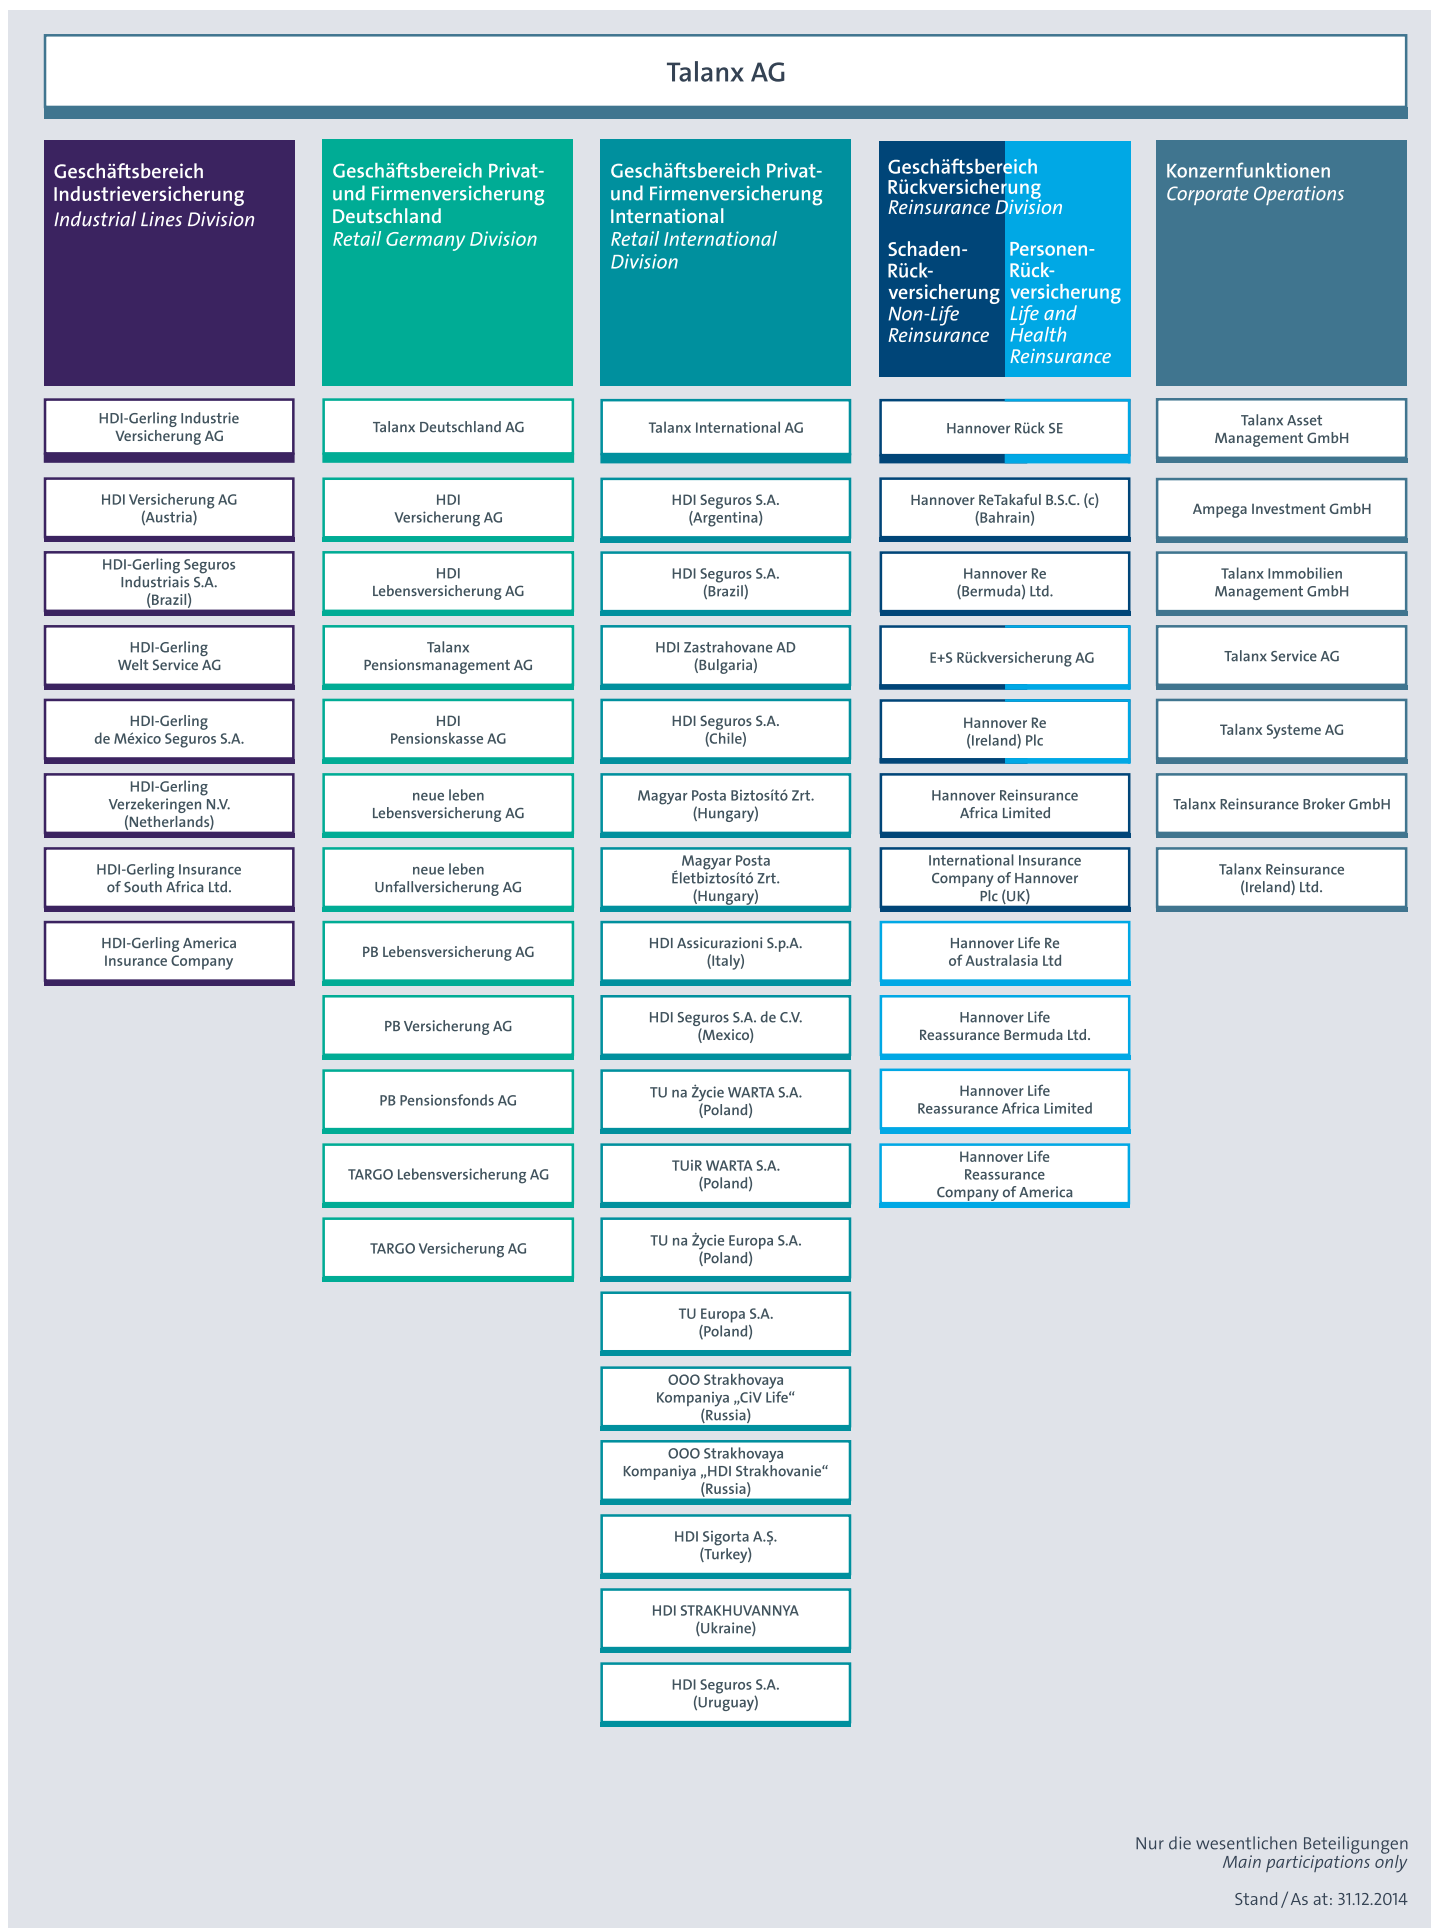 Talanx AG
Geschäftsbereich
Industrieversicherung
Industrial Lines Division
Geschäftsbereich Privat-
und Firmenversicherung
Deutschland
Retail Germany Division
Geschäftsbereich Privat-
und Firmenversicherung
International
Retail International
Division
Geschäftsbereich
Rückversicherung
Reinsurance Division
Schaden-
Rück-
versicherung
Non-Life
Reinsurance
Personen-
Rück-
versicherung
Life and
Health
Reinsurance
Konzernfunktionen
Corporate Operations
HDI-Gerling Industrie
Versicherung AG
HDI Versicherung AG
(Austria)
HDI-Gerling Seguros
Industriais S.A.
(Brazil)
HDI-Gerling
Welt Service AG
HDI-Gerling
de México Seguros S.A.
HDI-Gerling
Verzekeringen N.V.
(Netherlands)
HDI-Gerling Insurance
of South Africa Ltd.
HDI-Gerling America
Insurance Company
Talanx Deutschland AG
HDI
Versicherung AG
HDI
Lebensversicherung AG
Talanx
Pensionsmanagement AG
HDI
Pensionskasse AG
neue leben
Lebensversicherung AG
neue leben
Unfallversicherung AG
PB Lebensversicherung AG
PB Versicherung AG
PB Pensionsfonds AG
TARGO Lebensversicherung AG
TARGO Versicherung AG
Talanx International AG
HDI Seguros S.A.
(Argentina)
HDI Seguros S.A.
(Brazil)
HDI Zastrahovane AD
(Bulgaria)
HDI Seguros S.A.
(Chile)
Magyar Posta Biztosító Zrt.
(Hungary)
Magyar Posta
Életbiztosító Zrt.
(Hungary)
HDI Assicurazioni S.p.A.
(Italy)
HDI Seguros S.A. de C.V.
(Mexico)
TU na Życie WARTA S.A.
(Poland)
TUiR WARTA S.A.
(Poland)
TU na Życie Europa S.A.
(Poland)
TU Europa S.A.
(Poland)
OOO Strakhovaya
Kompaniya „CiV Life“
(Russia)
OOO Strakhovaya
Kompaniya „HDI Strakhovanie“
(Russia)
HDI Sigorta A.Ş.
(Turkey)
HDI STRAKHUVANNYA
(Ukraine)
HDI Seguros S.A.
(Uruguay)
Hannover Rück SE
Hannover ReTakaful B.S.C. (c)
(Bahrain)
Hannover Re
(Bermuda) Ltd.
E+S Rückversicherung AG
Hannover Re
(Ireland) Plc
Hannover Reinsurance
Africa Limited
International Insurance
Company of Hannover
Plc (UK)
Hannover Life Re
of Australasia Ltd
Hannover Life
Reassurance Bermuda Ltd.
Hannover Life
Reassurance Africa Limited
Hannover Life
Reassurance
Company of America
Talanx Asset
Management GmbH
Ampega Investment GmbH
Talanx Immobilien
Management GmbH
Talanx Service AG
Talanx Systeme AG
Talanx Reinsurance Broker GmbH
Talanx Reinsurance
(Ireland) Ltd.
Nur die wesentlichen Beteiligungen
Main participations only
Stand / As at: 31.12.2014